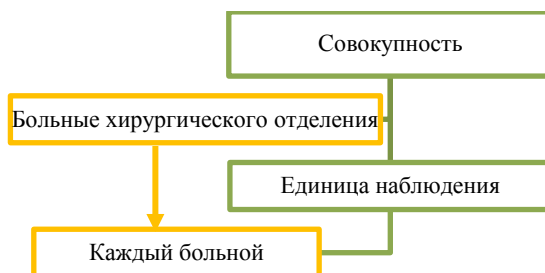 Совокупность
Больные хирургического отделения
Единица наблюдения
Каждый больной